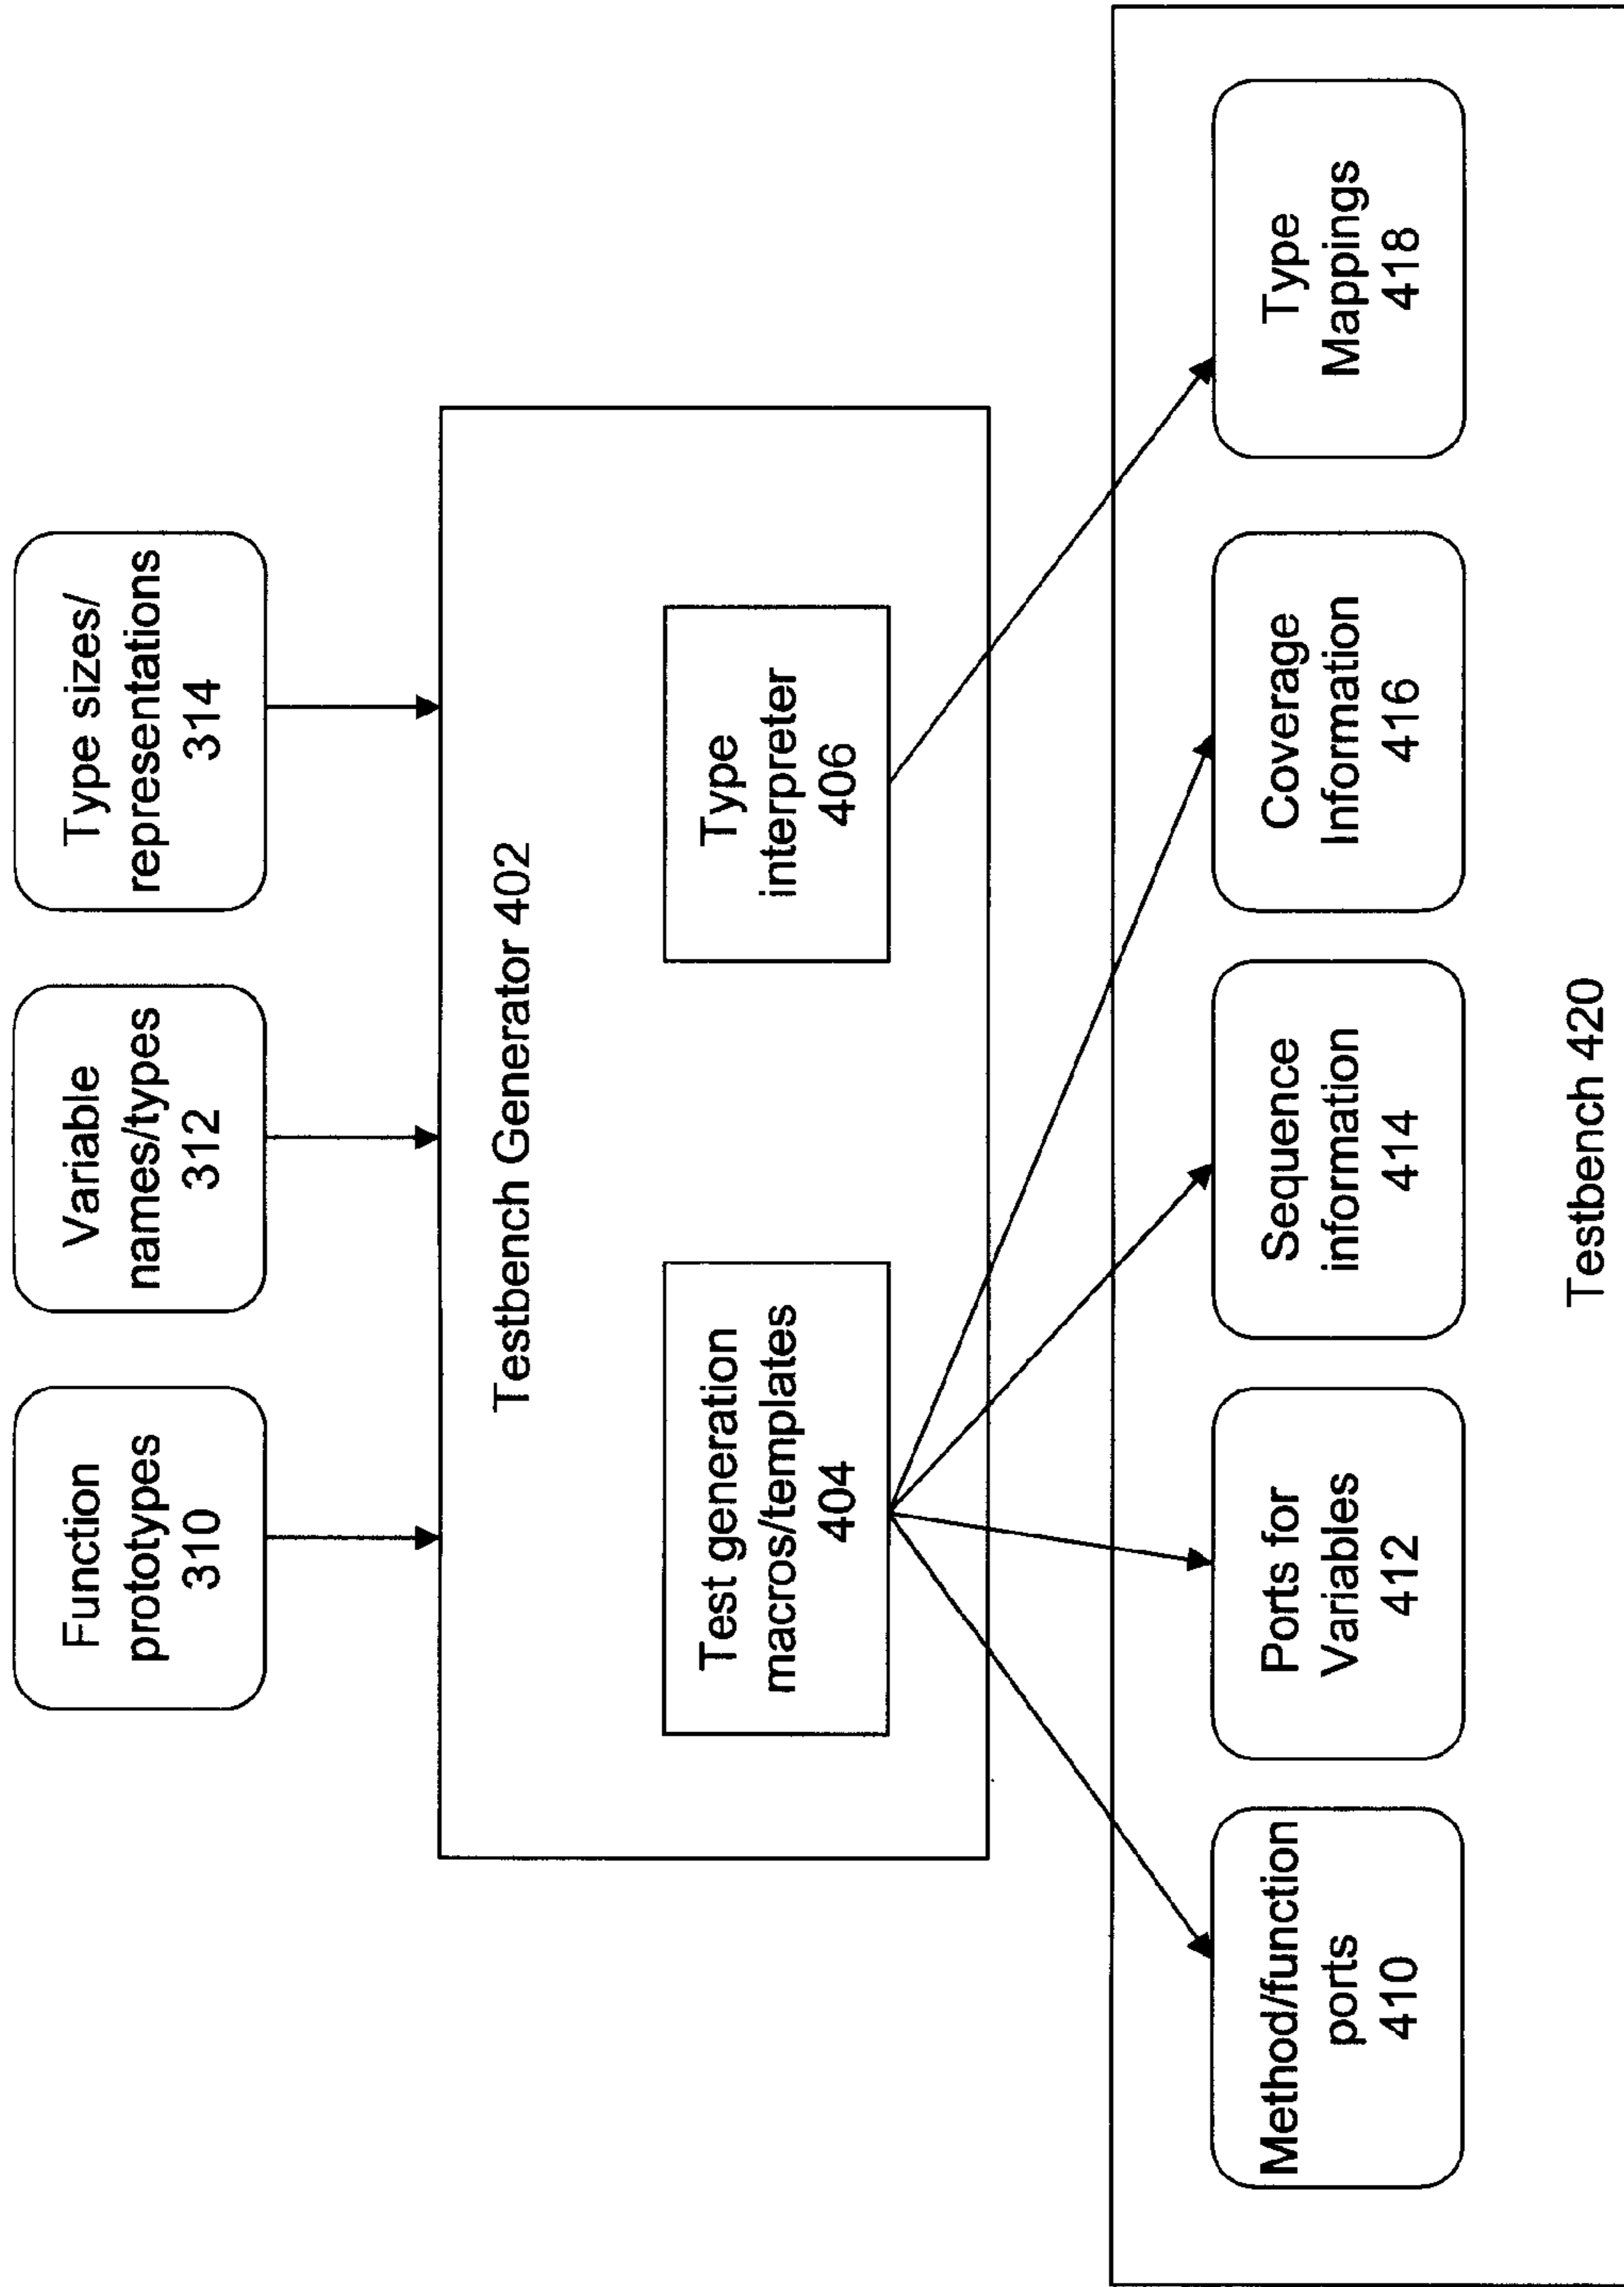 Function
prototypes
310
Variable
names/types
312
Type sizes/
representations
314
Testbench Generator 402
Test generation
macros/templates
404
Type
interpreter
406
Method/function
ports
410
Ports for
Variables
412
Sequence
information
414
Coverage
Information
416
Type
Mappings
418
Testbench 420